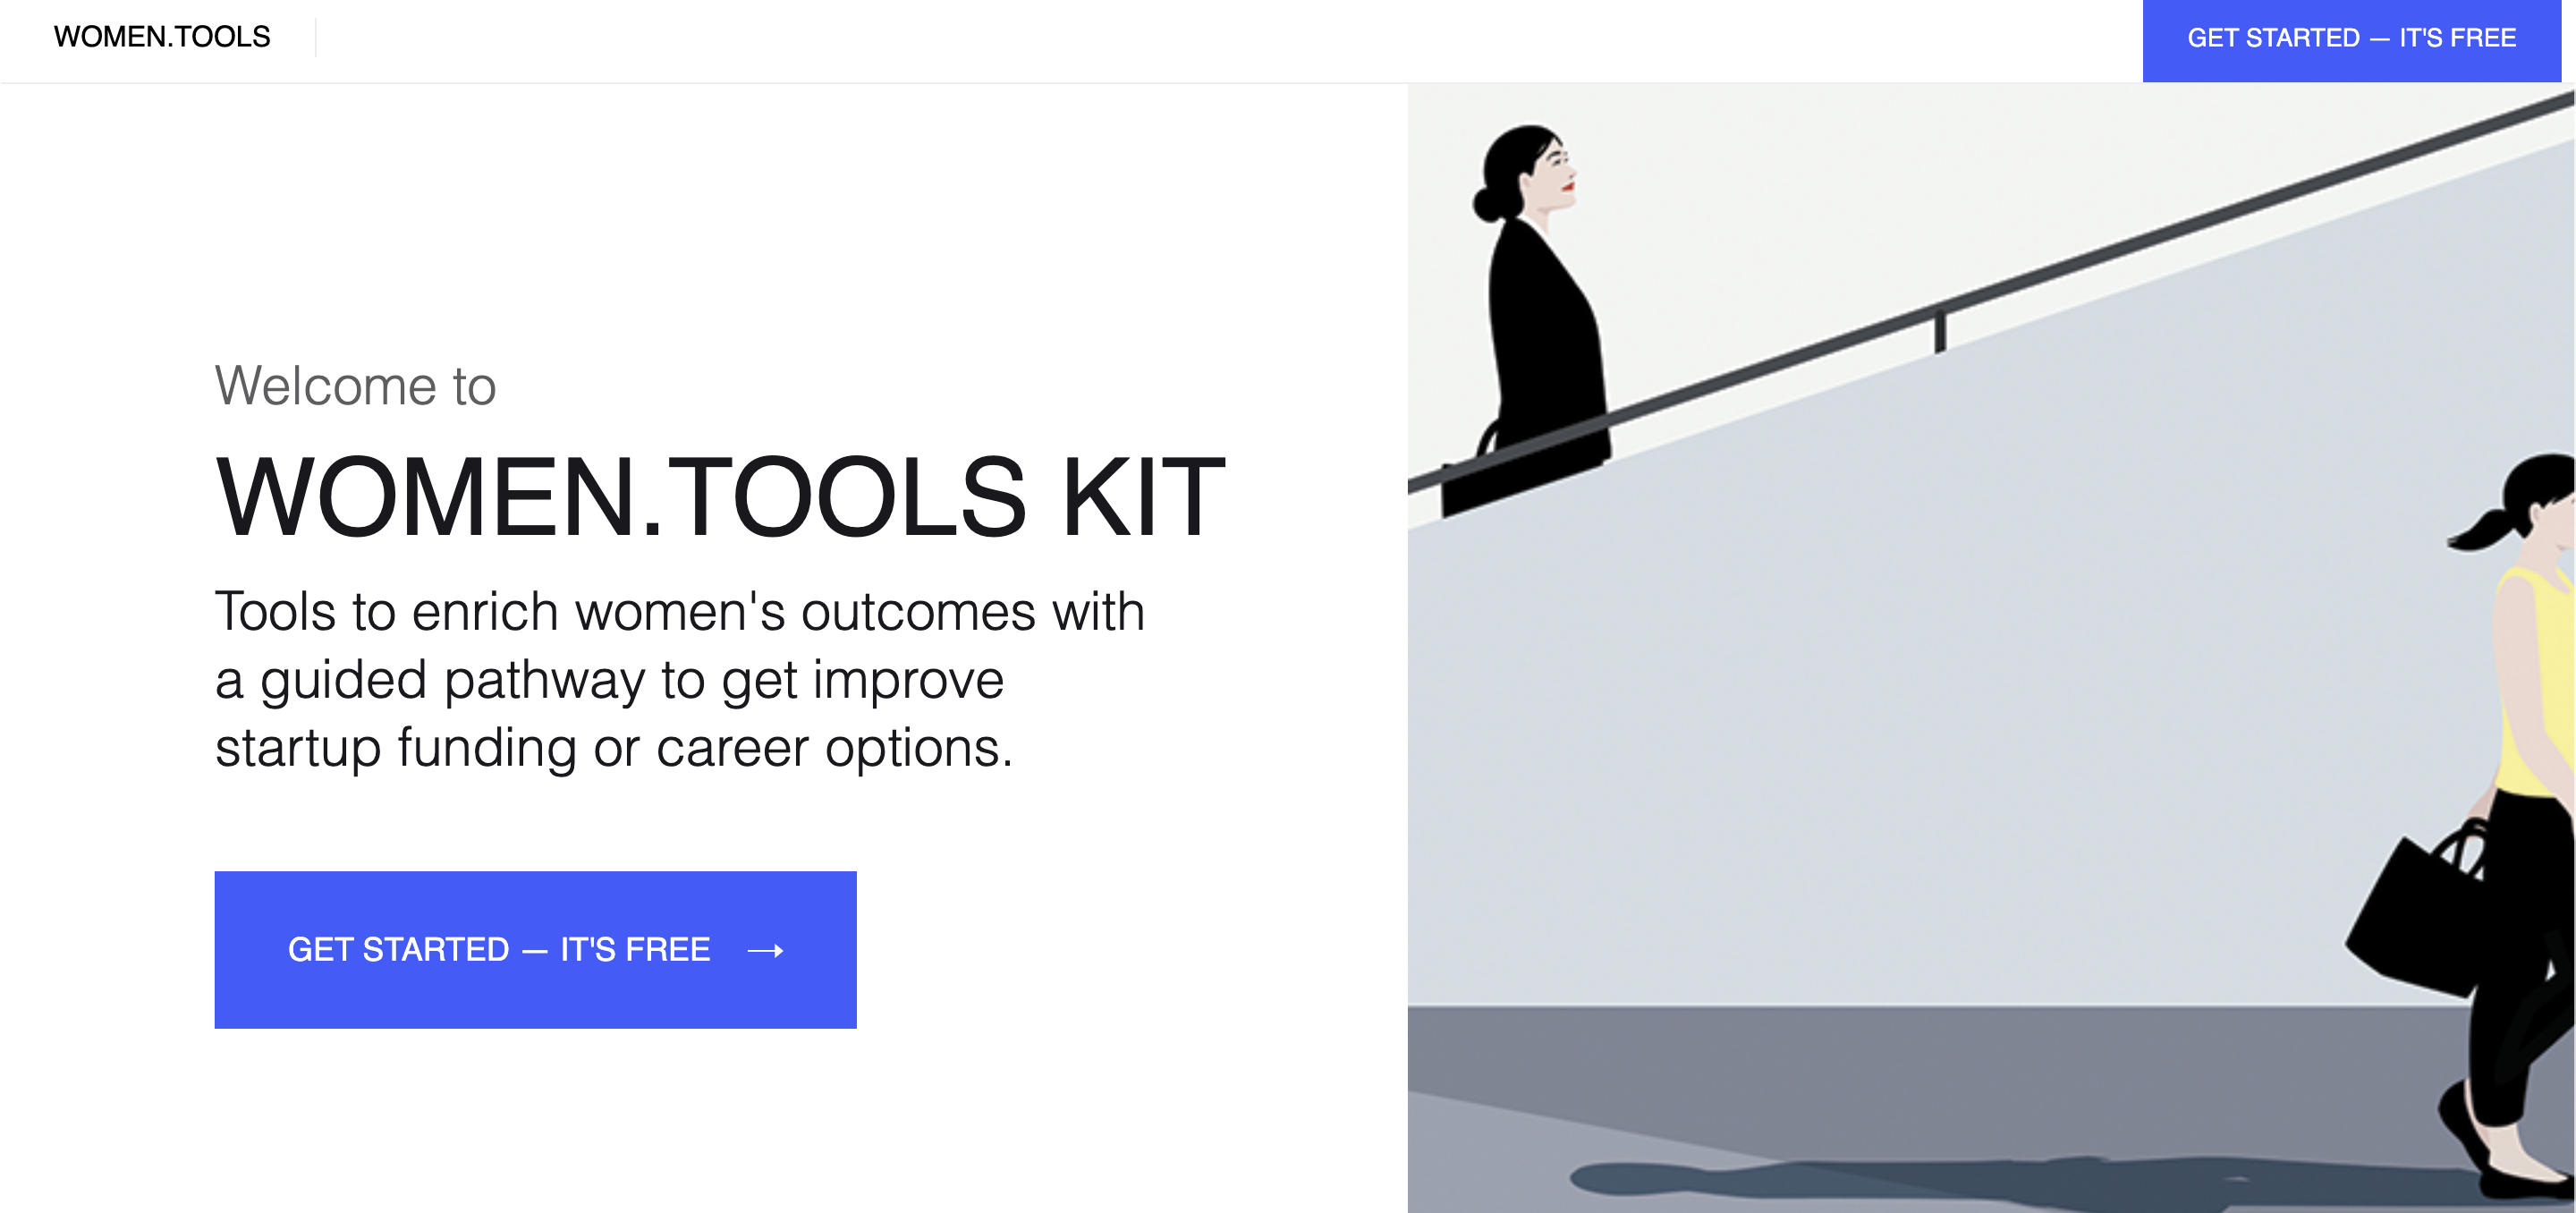 WOMEN.TOOLS
GET STARTED — IT'S FREE
Welcome to
WOMEN.TOOLS KIT
Tools to enrich women's outcomes with
a guided pathway to get improve
startup funding or career options.
GET STARTED — IT'S FREE →